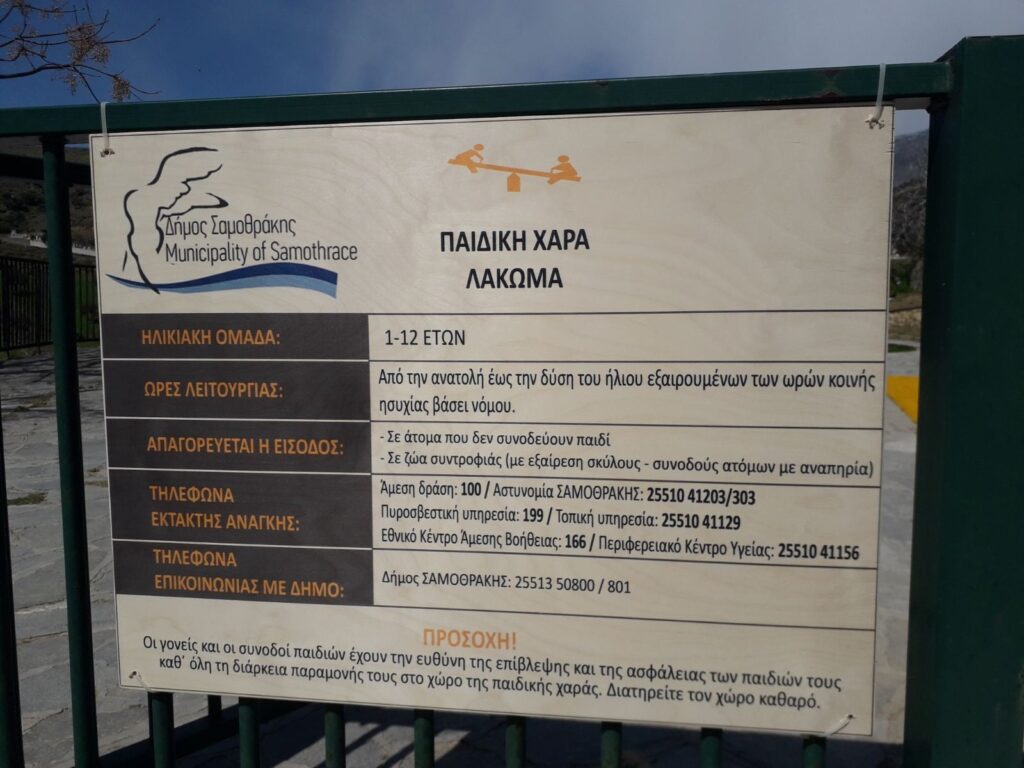 Δήμος Σαμοθράκης
Municipality of Samothrace
ΠΑΙΔΙΚΗ ΧΑΡΑ
ΛΑΚΩΜΑ
ΗΛΙΚΙΑΚΗ ΟΜΑΔΑ:
1-12 ΕΤΩΝ
ΩΡΕΣ ΛΕΙΤΟΥΡΓΙΑΣ:
Από την ανατολή έως την δύση του ήλιου εξαιρουμένων των ωρών κοινής
ησυχίας βάσει νόμου.
ΑΠΑΓΟΡΕΥΕΤΑΙ Η ΕΙΣΟΔΟΣ:
- Σε άτομα που δεν συνοδεύουν παιδί
- Σε ζώα συντροφιάς (με εξαίρεση σκύλους - συνοδούς ατόμων με αναπηρία)
ΤΗΛΕΦΩΝΑ
ΕΚΤΑΚΤΗΣ ΑΝΑΓΚΗΣ:
Άμεση δράση: 100 / Αστυνομία ΣΑΜΟΘΡΑΚΗΣ: 25510 41203/303
Πυροσβεστική υπηρεσία: 199 / Τοπική υπηρεσία: 25510 41129
Εθνικό Κέντρο Άμεσης Βοήθειας: 166 / Περιφερειακό Κέντρο Υγείας: 25510 41156
ΤΗΛΕΦΩΝΑ
ΕΠΙΚΟΙΝΩΝΙΑΣ ΜΕ ΔΗΜΟ:
Δήμος ΣΑΜΟΘΡΑΚΗΣ: 25513 50800 / 801
ΠΡΟΣΟΧΗ!
Οι γονείς και οι συνοδοί παιδιών έχουν την ευθύνη της επίβλεψης και της ασφάλειας των παιδιών τους
καθ΄ όλη τη διάρκεια παραμονής τους στο χώρο της παιδικής χαράς. Διατηρείτε τον χώρο καθαρό.